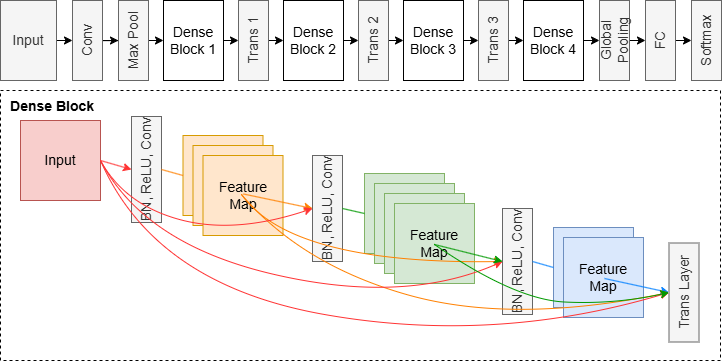 Input
Conv
Max Pool
Dense
Block 1
Trans 1
Dense
Block 2
Trans 2
Dense
Block 3
Trans 3
Dense
Block 4
Global
Pooling
FC
Softmax
Dense Block
Input
BN, ReLU, Conv
Feature
Map
BN, ReLU, Conv
Feature
Map
BN, ReLU, Conv
Feature
Map
Trans Layer